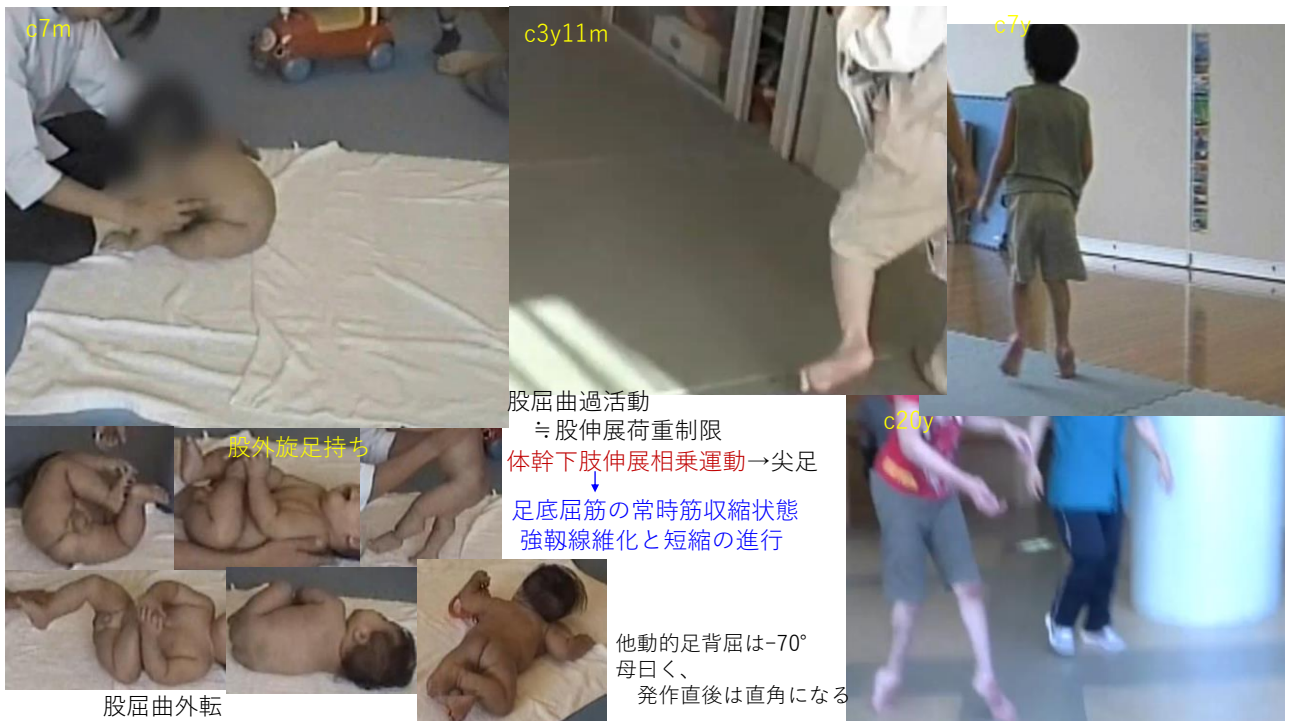 c7m
c3y11m
c7y
股屈曲過活動
≒股伸展荷重制限
体幹下肢伸展相乗運動→尖足
↓
足底屈筋の常時筋収縮状態
強靱線維化と短縮の進行
c20y
股外旋足持ち
他動的足背屈は-70°
母曰く、
発作直後は直角になる
股屈曲外転